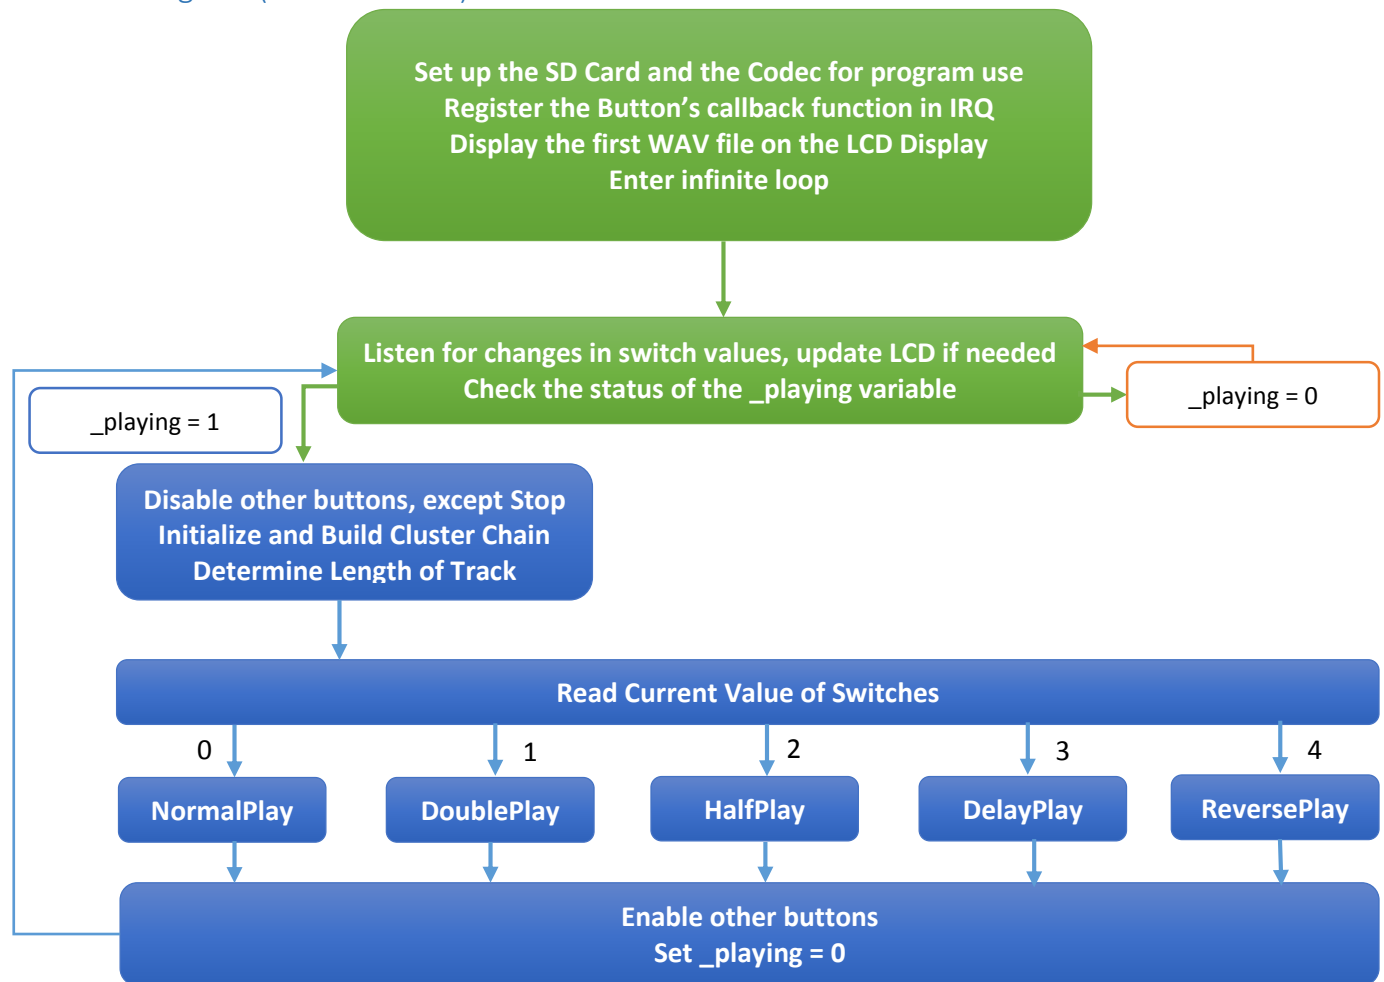 Set up the SD Card and the Codec for program use
Register the Button’s callback function in IRQ
Display the first WAV file on the LCD Display
Enter infinite loop
Listen for changes in switch values, update LCD if needed
Check the status of the _playing variable
_playing = 0
_playing = 1
Disable other buttons, except Stop
Initialize and Build Cluster Chain
Determine Length of Track
Read Current Value of Switches
0 1 2 3 4
NormalPlay DoublePlay HalfPlay DelayPlay ReversePlay
Enable other buttons
Set _playing = 0